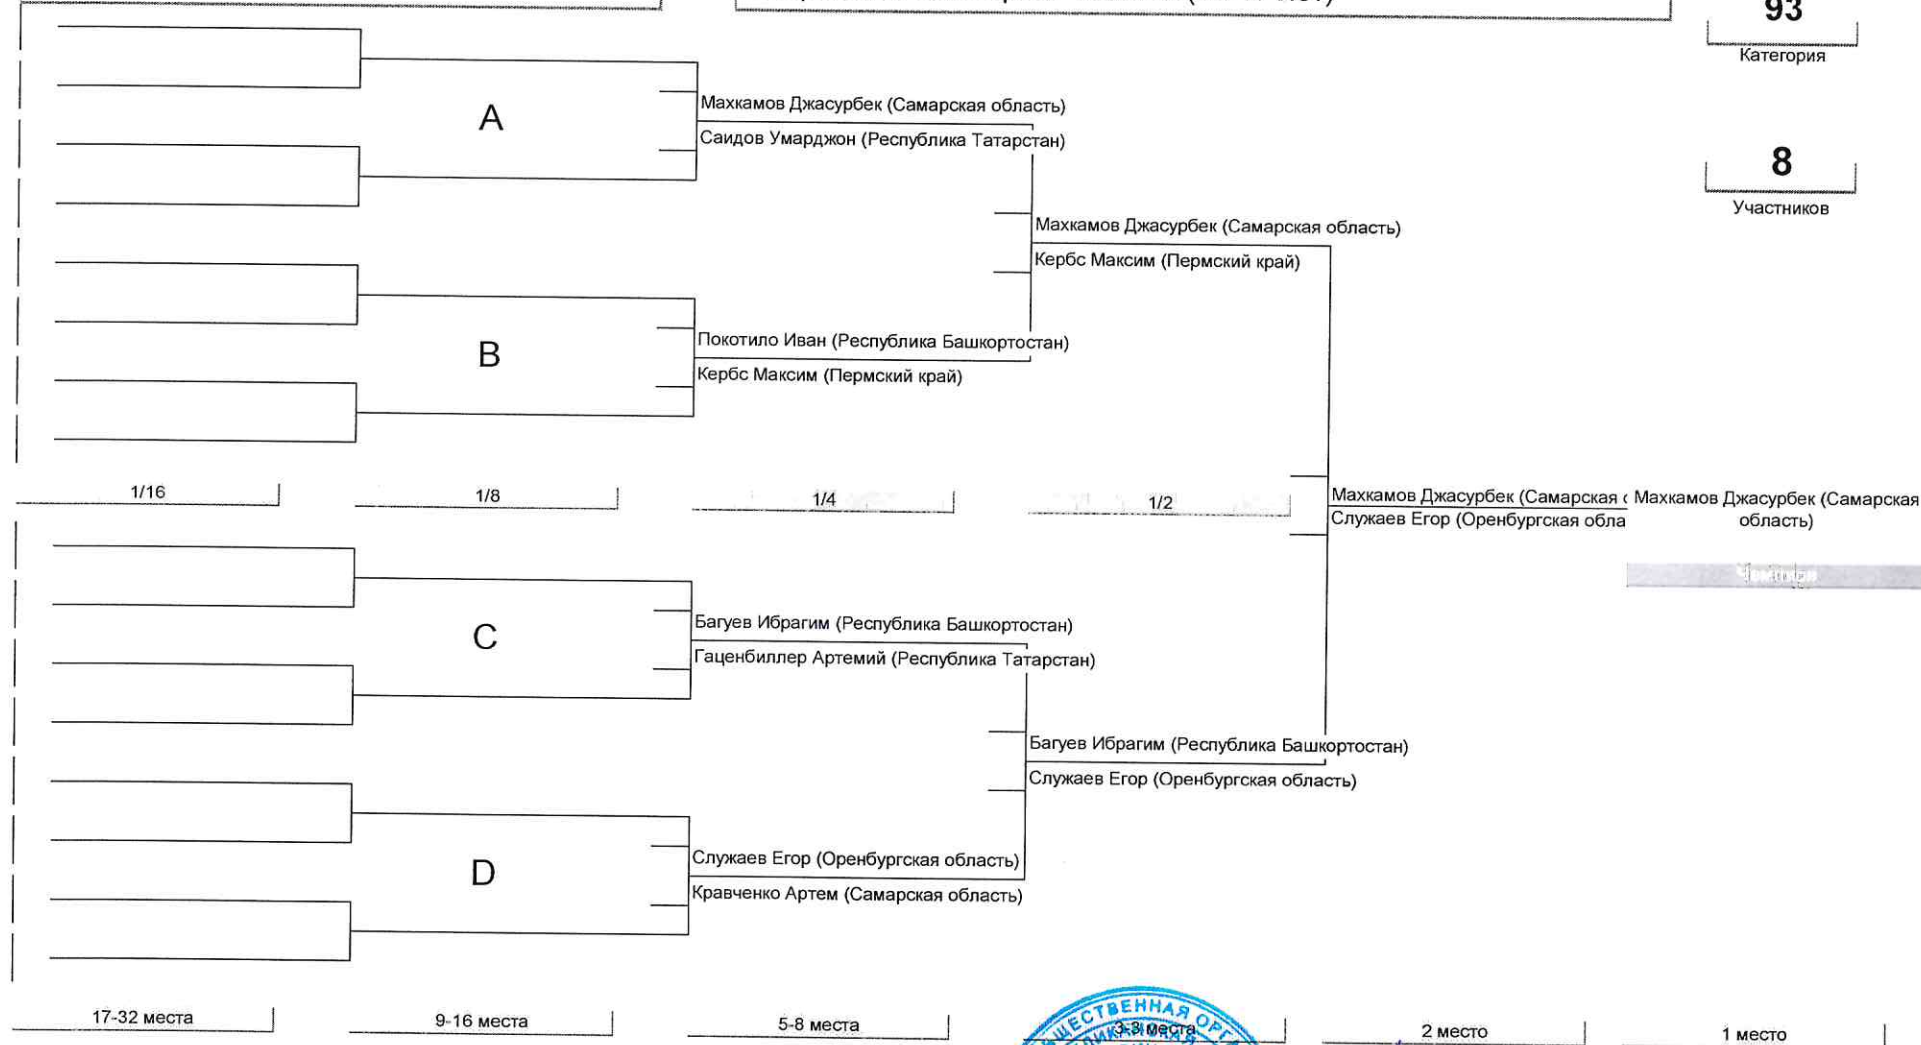 93
Категория
8
Участников
A
Махкамов Джасурбек (Самарская область)
Саидов Умарджон (Республика Татарстан)
Махкамов Джасурбек (Самарская область)
Кербс Максим (Пермский край)
B
Покотило Иван (Республика Башкортостан)
Кербс Максим (Пермский край)
1/16
1/8
1/4
1/2
Махкамов Джасурбек (Самарская
Служаев Егор (Оренбургская обла
Махкамов Джасурбек (Самарская
область)
C
Багуев Ибрагим (Республика Башкортостан)
Гаценбиллер Артемий (Республика Татарстан)
Багуев Ибрагим (Республика Башкортостан)
Служаев Егор (Оренбургская область)
D
Служаев Егор (Оренбургская область)
Кравченко Артем (Самарская область)
17-32 места
9-16 места
5-8 места
3-3 места
2 место
1 место